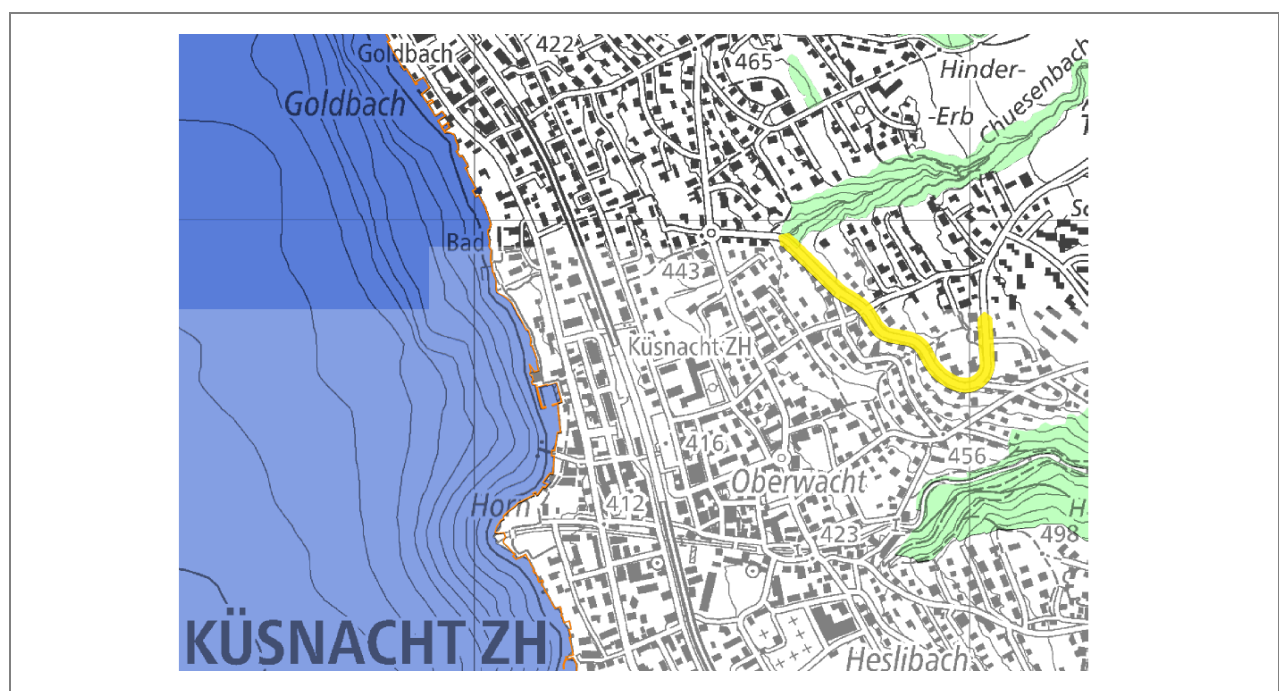 422
Goldbach
465
Hinder-
-Erb
Goldbach
Chuesenbach
Bad
443
Küsnacht ZH
416
456
Oberwacht
Horn
412
423
498
KÜSNACHT ZH
Heslibach